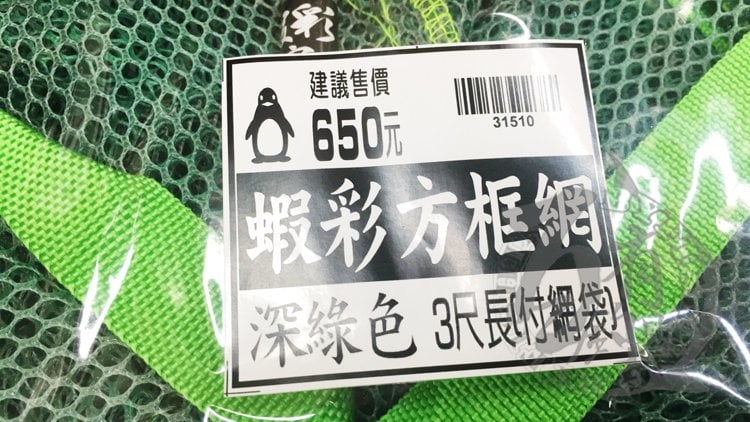 彩
建議售價
650元
31510
蝦彩方框網
深綠色 3尺長(付網袋)